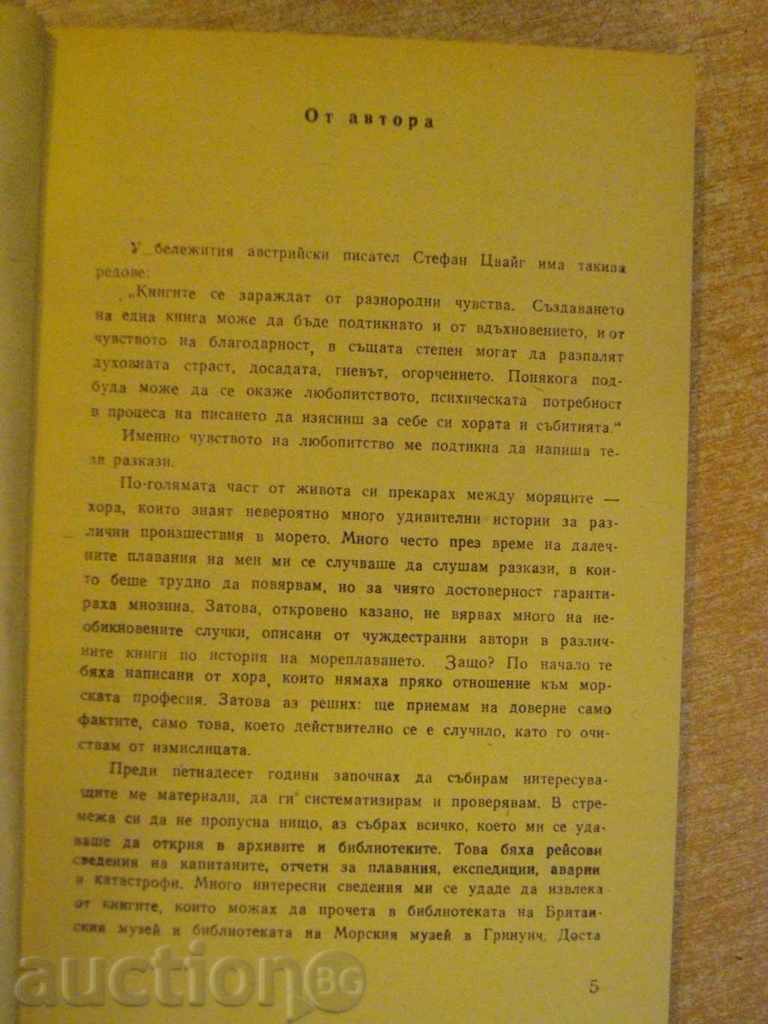 От автора
У бележития австрийски писател Стефан Цвайг има такива
редове:
„Книгите се зараждат от разнородни чувства. Създаването
на една книга може да бъде подтикнато и от вдъхновението, и от
чувството на благодарност, в същата степен могат да разпалят
духовната страст, досадата, гневът, огорчението. Понякога под-
буда може да се окаже любопитството, психическата потребност
в процеса на писането да изясниш за себе си хората и събитията."
Именно чувството на любопитство ме подтикна да напиша те-
зи разкази.
По-голямата част от живота си прекарах между моряците —
хора, които знаят невероятно много удивителни истории за раз-
лични произшествия в морето. Много често през време на далеч-
ните плавания на мен ми се случваше да слушам разкази, в кои-
то беше трудно да повярвам, но за чиято достоверност гаранти-
раха мнозина. Затова, откровено казано, не вярвах много на не-
обикновените случки, описани от чуждестранни автори в различ-
ните книги по история на мореплаването. Защо? По начало те
бяха написани от хора, които нямаха пряко отношение към мор-
ската професия. Затова аз реших: ще приемам на доверие само
фактите, само това, което действително се е случило, като го очи-
ствам от измислицата.
Преди петнадесет години започнах да събирам интересува-
щите ме материали, да ги систематизирам и проверявам. В стре-
межа си да не пропусна нищо, аз събрах всичко, което ми се уда-
ваше да открия в архивите и библиотеките. Това бяха рейсови
сведения на капитаните, отчети за плавания, експедиции, аварии
и катастрофи. Много интересни сведения ми се удаде да извлека
от книгите, които можах да прочета в библиотеката на Британ-
ския музей и библиотеката на Морския музей в Гринуич. Доста
5
auctionBG